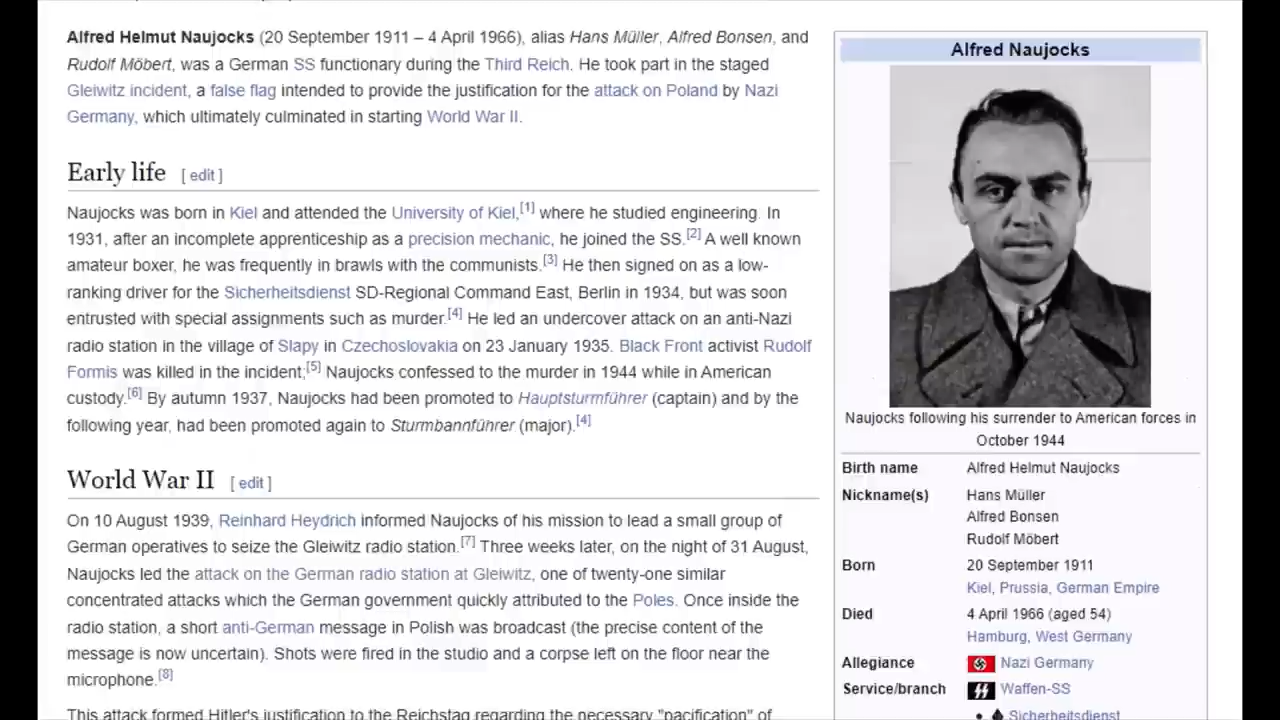 Alfred Helmut Naujocks (20 September 1911 – 4 April 1966), alias Hans Müller, Alfred Bonsen, and
Rudolf Möbert, was a German SS functionary during the Third Reich. He took part in the staged
Gleiwitz incident, a false flag intended to provide the justification for the attack on Poland by Nazi
Germany, which ultimately culminated in starting World War II.
Early life [ edit ]
Naujocks was born in Kiel and attended the University of Kiel,[1] where he studied engineering. In
1931, after an incomplete apprenticeship as a precision mechanic, he joined the SS.[2] A well known
amateur boxer, he was frequently in brawls with the communists.[3] He then signed on as a low-
ranking driver for the Sicherheitsdienst SD-Regional Command East, Berlin in 1934, but was soon
entrusted with special assignments such as murder.[4] He led an undercover attack on an anti-Nazi
radio station in the village of Slapy in Czechoslovakia on 23 January 1935. Black Front activist Rudolf
Formis was killed in the incident;[5] Naujocks confessed to the murder in 1944 while in American
custody.[6] By autumn 1937, Naujocks had been promoted to Hauptsturmführer (captain) and by the
following year, had been promoted again to Sturmbannführer (major).[4]
World War II [ edit ]
On 10 August 1939, Reinhard Heydrich informed Naujocks of his mission to lead a small group of
German operatives to seize the Gleiwitz radio station.[7] Three weeks later, on the night of 31 August,
Naujocks led the attack on the German radio station at Gleiwitz, one of twenty-one similar
concentrated attacks which the German government quickly attributed to the Poles. Once inside the
radio station, a short anti-German message in Polish was broadcast (the precise content of the
message is now uncertain). Shots were fired in the studio and a corpse left on the floor near the
microphone.[8]
This attack formed Hitler's justification to the Reichstag regarding the necessary "pacification" of
Alfred Naujocks
Naujocks following his surrender to American forces in
October 1944
Birth name Alfred Helmut Naujocks
Nickname(s) Hans Müller
Alfred Bonsen
Rudolf Möbert
Born 20 September 1911
Kiel, Prussia, German Empire
Died 4 April 1966 (aged 54)
Hamburg, West Germany
Allegiance Nazi Germany
Service/branch Waffen-SS
Sicherheitsdienst